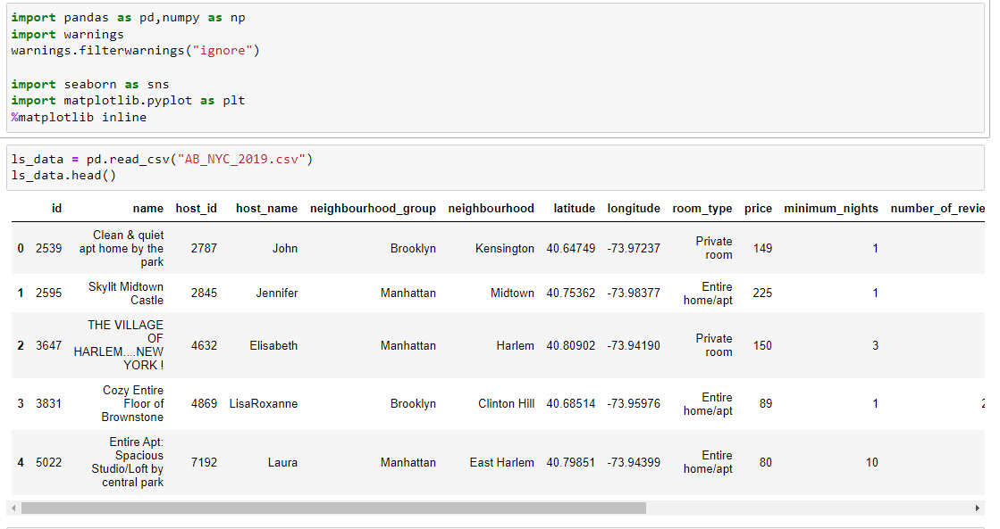 import pandas as pd,numpy as np
import warnings
warnings.filterwarnings("ignore")
import seaborn as sns
import matplotlib.pyplot as plt
%matplotlib inline
ls_data = pd.read_csv("AB_NYC_2019.csv")
ls_data.head()
id name host_id host_name neighbourhood_group neighbourhood latitude longitude room_type price minimum_nights number_of_revie
0 2539 Clean & quiet apt home by the park 2787 John Brooklyn Kensington 40.64749 -73.97237 Private room 149 1
1 2595 Skylit Midtown Castle 2845 Jennifer Manhattan Midtown 40.75362 -73.98377 Entire home/apt 225 1
2 3647 THE VILLAGE OF HARLEM....NEW YORK ! 4632 Elisabeth Manhattan Harlem 40.80902 -73.94190 Private room 150 3
3 3831 Cozy Entire Floor of Brownstone 4869 LisaRoxanne Brooklyn Clinton Hill 40.68514 -73.95976 Entire home/apt 89 1 2
4 5022 Entire Apt: Spacious Studio/Loft by central park 7192 Laura Manhattan East Harlem 40.79851 -73.94399 Entire home/apt 80 10